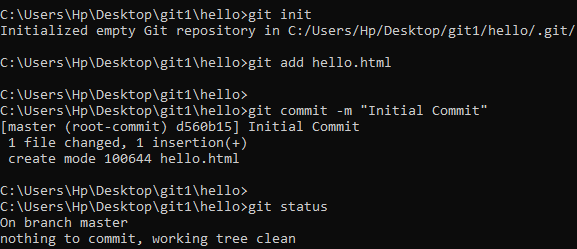 C:\Users\Hp\Desktop\git1\hello>git init
Initialized empty Git repository in C:/Users/Hp/Desktop/git1/hello/.git/
C:\Users\Hp\Desktop\git1\hello>git add hello.html
C:\Users\Hp\Desktop\git1\hello>
C:\Users\Hp\Desktop\git1\hello>git commit -m "Initial Commit"
[master (root-commit) d560b15] Initial Commit
 1 file changed, 1 insertion(+)
 create mode 100644 hello.html
C:\Users\Hp\Desktop\git1\hello>
C:\Users\Hp\Desktop\git1\hello>git status
On branch master
nothing to commit, working tree clean